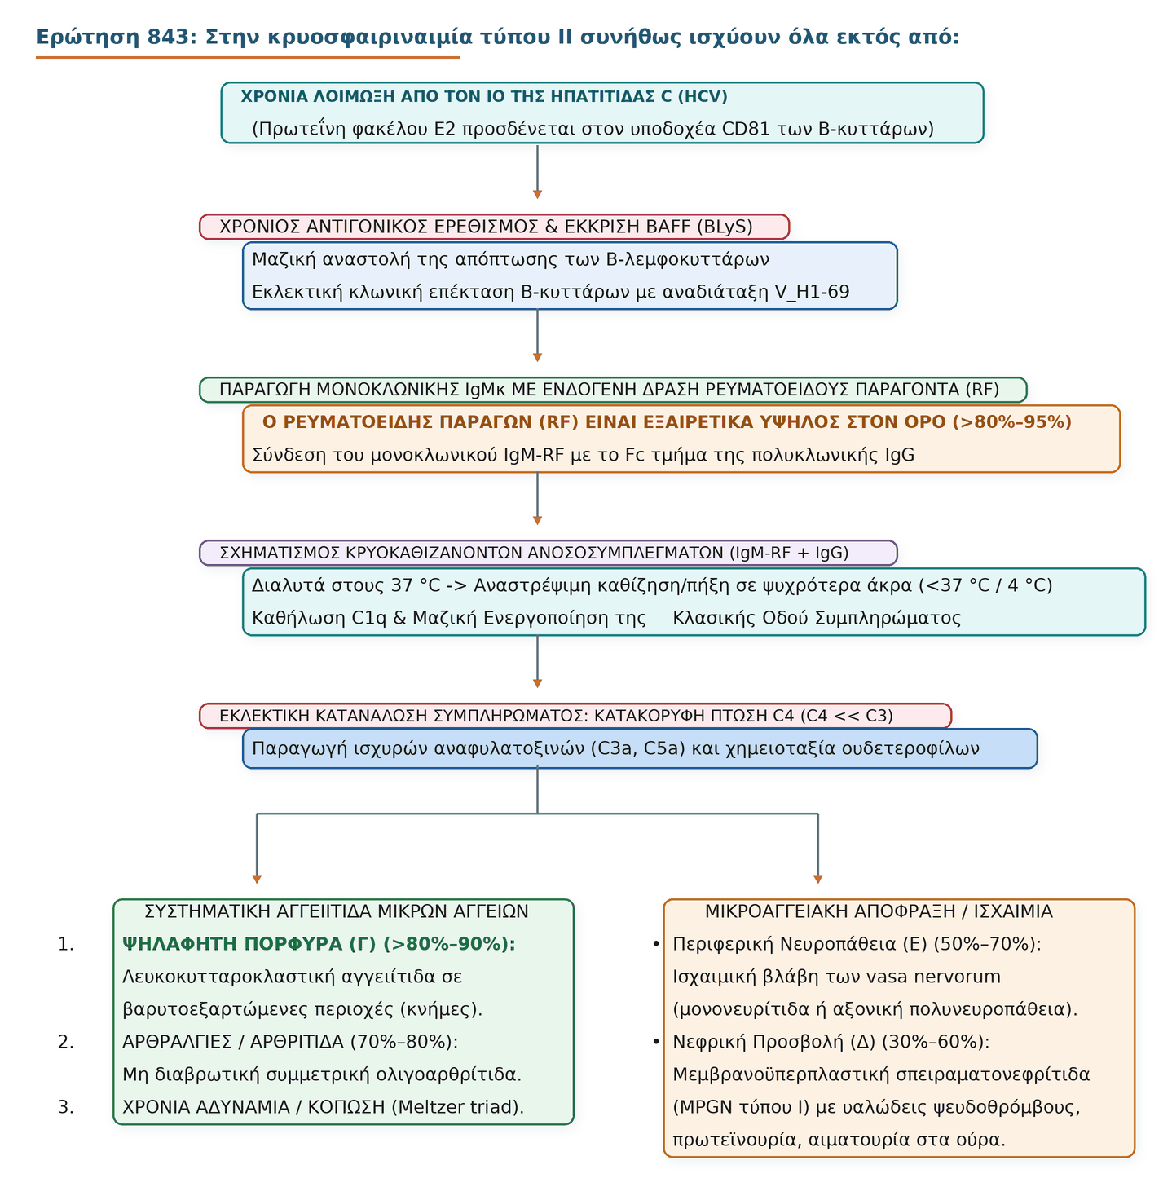 Ερώτηση 843: Στην κρυοσφαιριναιμία τύπου II συνήθως ισχύουν όλα εκτός από:
ΧΡΟΝΙΑ ΛΟΙΜΩΞΗ ΑΠΟ ΤΟΝ ΙΟ ΤΗΣ ΗΠΑΤΙΤΙΔΑΣ C (HCV)
(Πρωτεΐνη φακέλου E2 προσδένεται στον υποδοχέα CD81 των Β-κυττάρων)
ΧΡΟΝΙΟΣ ΑΝΤΙΓΟΝΙΚΟΣ ΕΡΕΘΙΣΜΟΣ & ΕΚΚΡΙΣΗ BAFF (BLyS)
Μαζική αναστολή της απόπτωσης των Β-λεμφοκυττάρων
Εκλεκτική κλωνική επέκταση Β-κυττάρων με αναδιάταξη V_H1-69
ΠΑΡΑΓΩΓΗ ΜΟΝΟΚΛΩΝΙΚΗΣ IgMκ ΜΕ ΕΝΔΟΓΕΝΗ ΔΡΑΣΗ ΡΕΥΜΑΤΟΕΙΔΟΥΣ ΠΑΡΑΓΟΝΤΑ (RF)
Ο ΡΕΥΜΑΤΟΕΙΔΗΣ ΠΑΡΑΓΩΝ (RF) ΕΙΝΑΙ ΕΞΑΙΡΕΤΙΚΑ ΥΨΗΛΟΣ ΣΤΟΝ ΟΡΟ (>80%–95%)
Σύνδεση του μονοκλωνικού IgM-RF με το Fc τμήμα της πολυκλωνικής IgG
ΣΧΗΜΑΤΙΣΜΟΣ ΚΡΥΟΚΑΘΙΖΑΝΟΝΤΩΝ ΑΝΟΣΟΣΥΜΠΛΕΓΜΑΤΩΝ (IgM-RF + IgG)
Διαλυτά στους 37 °C -> Αναστρέψιμη καθίζηση/πήξη σε ψυχρότερα άκρα (<37 °C / 4 °C)
Καθήλωση C1q & Μαζική Ενεργοποίηση της Κλασικής Οδού Συμπληρώματος
ΕΚΛΕΚΤΙΚΗ ΚΑΤΑΝΑΛΩΣΗ ΣΥΜΠΛΗΡΩΜΑΤΟΣ: ΚΑΤΑΚΟΡΥΦΗ ΠΤΩΣΗ C4 (C4 << C3)
Παραγωγή ισχυρών αναφυλατοξινών (C3a, C5a) και χημειοταξία ουδετεροφίλων
ΣΥΣΤΗΜΑΤΙΚΗ ΑΓΓΕΙΙΤΙΔΑ ΜΙΚΡΩΝ ΑΓΓΕΙΩΝ
1. ΨΗΛΑΦΗΤΗ ΠΟΡΦΥΡΑ (Γ) (>80%–90%):
Λευκοκυτταροκλαστική αγγειίτιδα σε
βαρυτοεξαρτώμενες περιοχές (κνήμες).
2. ΑΡΘΡΑΛΓΙΕΣ / ΑΡΘΡΙΤΙΔΑ (70%–80%):
Μη διαβρωτική συμμετρική ολιγοαρθρίτιδα.
3. ΧΡΟΝΙΑ ΑΔΥΝΑΜΙΑ / ΚΟΠΩΣΗ (Meltzer triad).
ΜΙΚΡΟΑΓΓΕΙΑΚΗ ΑΠΟΦΡΑΞΗ / ΙΣΧΑΙΜΙΑ
• Περιφερική Νευροπάθεια (Ε) (50%–70%):
Ισχαιμική βλάβη των vasa nervorum
(μονονευρίτιδα ή αξονική πολυνευροπάθεια).
• Νεφρική Προσβολή (Δ) (30%–60%):
Μεμβρανοϋπερπλαστική σπειραματονεφρίτιδα
(MPGN τύπου I) με υαλώδεις ψευδοθρόμβους,
πρωτεϊνουρία, αιματουρία στα ούρα.